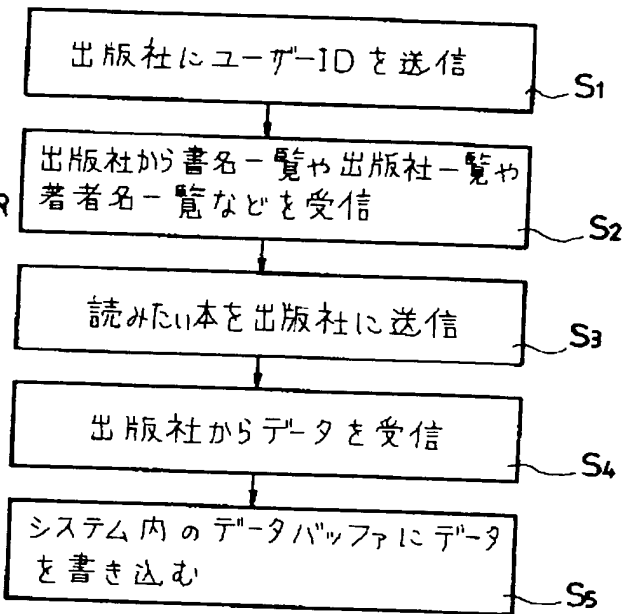 出版社にユーザーIDを送信
S1
出版社から書名一覧や出版社一覧や
著者名一覧などを受信
R
S2
読みたい本を出版社に送信
S3
出版社からデータを受信
S4
システム内のデータバッファにデータ
を書き込む
S5